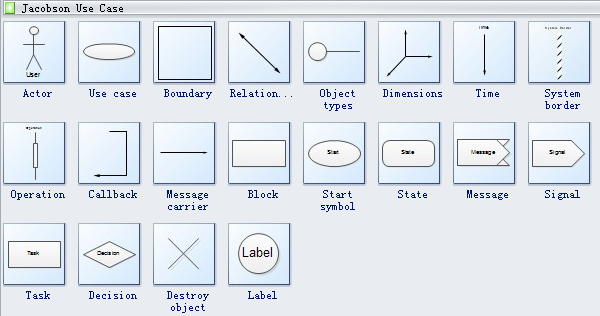 Jacobson Use Case
User
Time
System Border
Actor
Use case
Boundary
Relation...
Object
types
Dimensions
Time
System
border
Operation
Start
State
Message
Signal
Operation
Callback
Message
carrier
Block
Start
symbol
State
Message
Signal
Task
Decision
Label
Task
Decision
Destroy
object
Label